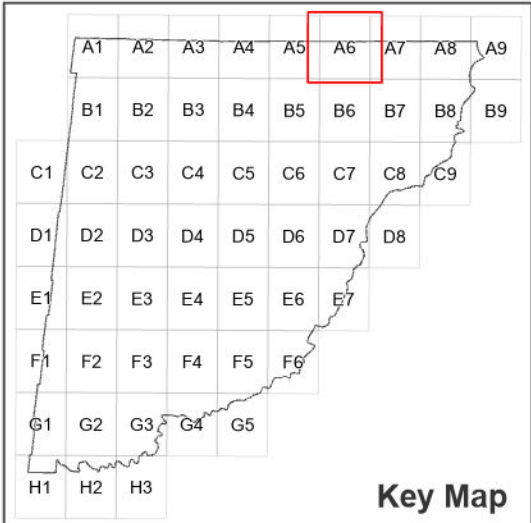 A1 A2 A3 A4 A5 A6 A7 A8 A9
B1 B2 B3 B4 B5 B6 B7 B8 B9
C1 C2 C3 C4 C5 C6 C7 C8 C9
D1 D2 D3 D4 D5 D6 D7 D8
E1 E2 E3 E4 E5 E6 E7
F1 F2 F3 F4 F5 F6
G1 G2 G3 G4 G5
H1 H2 H3
Key Map